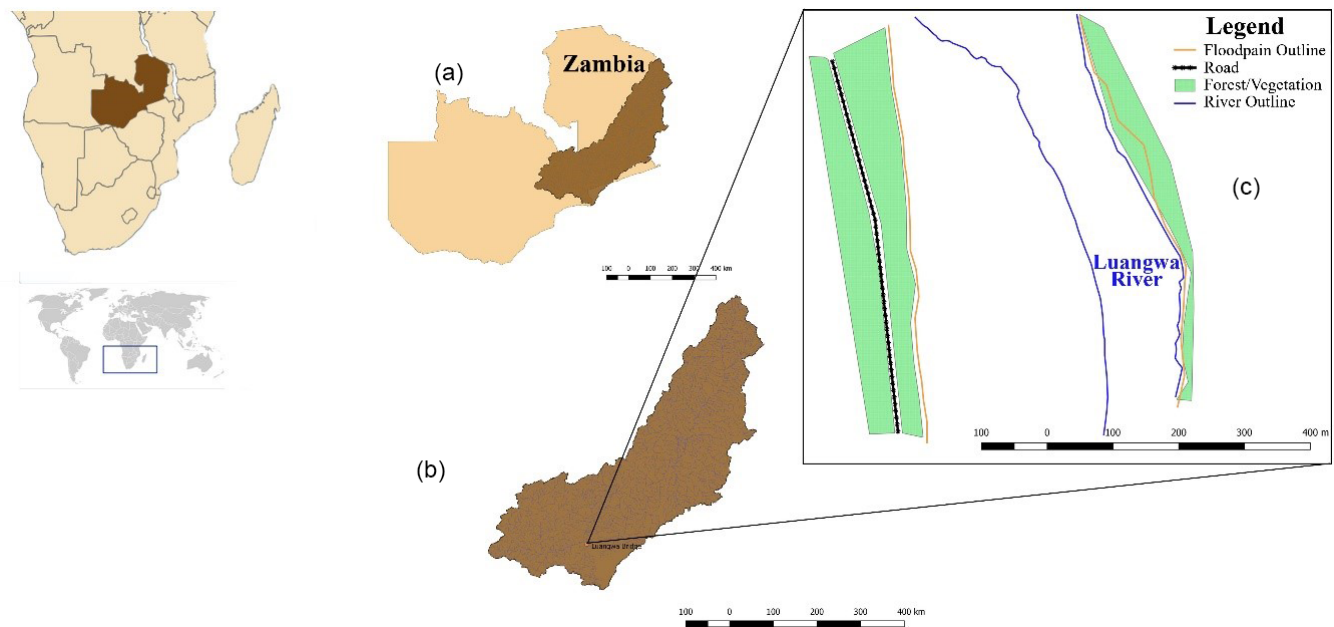 (a)
Zambia
100 0 100 200 300 400 km
(b)
Luangwa Bridge
100 0 100 200 300 400 km
Legend
Floodpain Outline
Road
Forest/Vegetation
River Outline
(c)
Luangwa
River
100 0 100 200 300 400 m